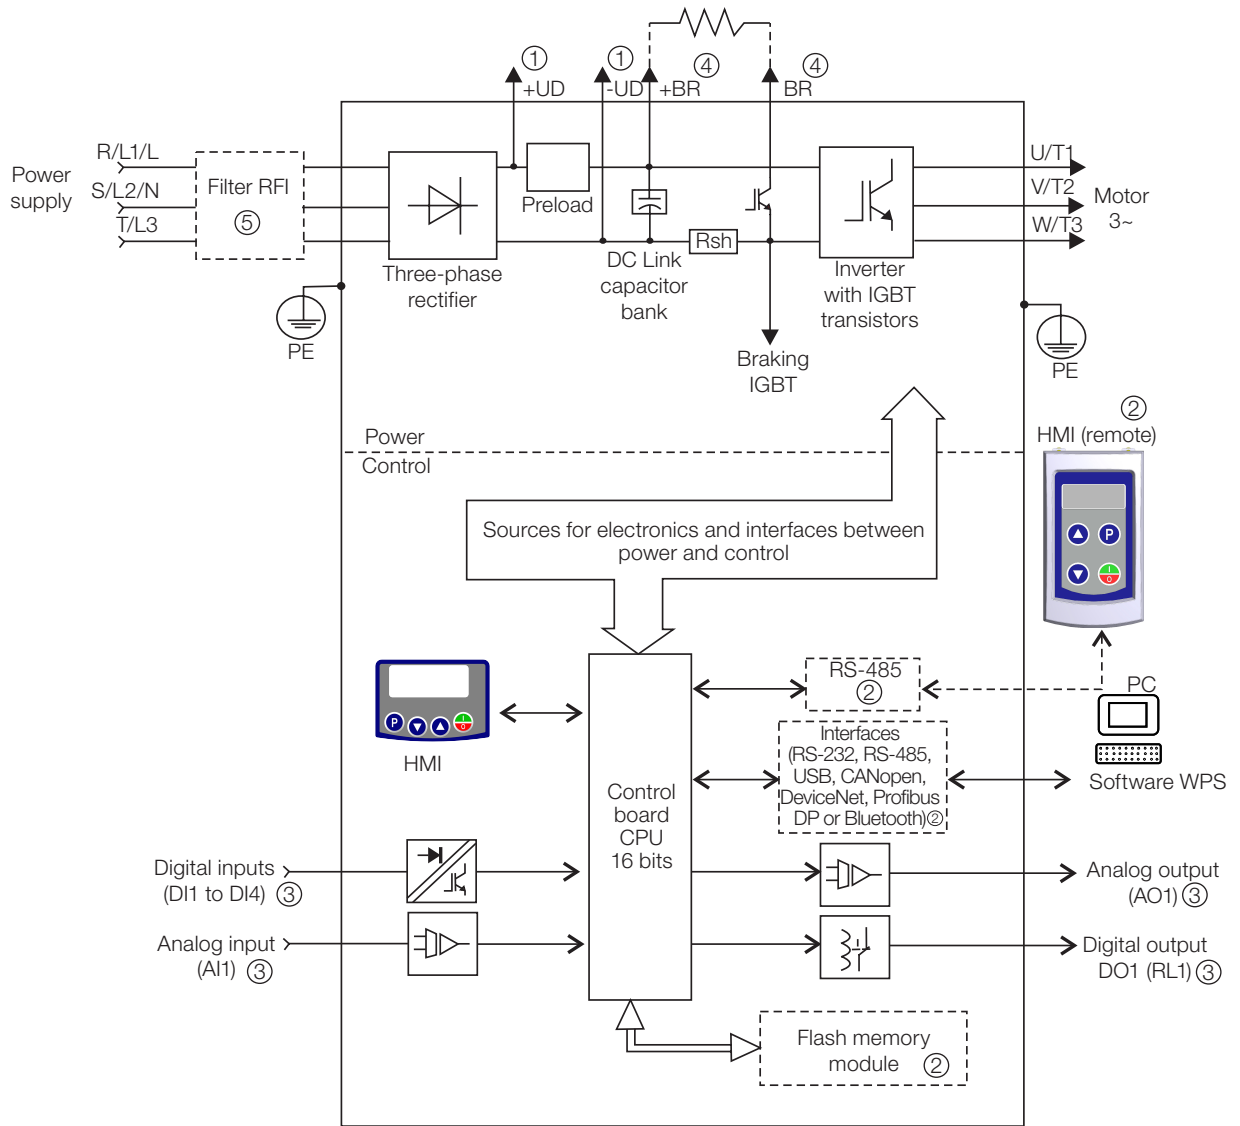 ① ① ④ ④
+UD -UD +BR BR
Power
supply
R/L1/L
S/L2/N
T/L3
Filter RFI
⑤
Three-phase
rectifier
Preload
DC Link
capacitor
bank
Rsh
Inverter
with IGBT
transistors
U/T1
V/T2
W/T3
Motor
3~
PE
Braking
IGBT
PE
Power
Control
②
HMI (remote)
P
I
0
Sources for electronics and interfaces between
power and control
P
I
0
HMI
Control
board
CPU
16 bits
RS-485
②
PC
Software WPS
Interfaces
(RS-232, RS-485,
USB, CANopen,
DeviceNet, Profibus
DP or Bluetooth)②
Digital inputs
(DI1 to DI4) ③
Analog input
(AI1) ③
Analog output
(AO1) ③
Digital output
DO1 (RL1) ③
Flash memory
module ②